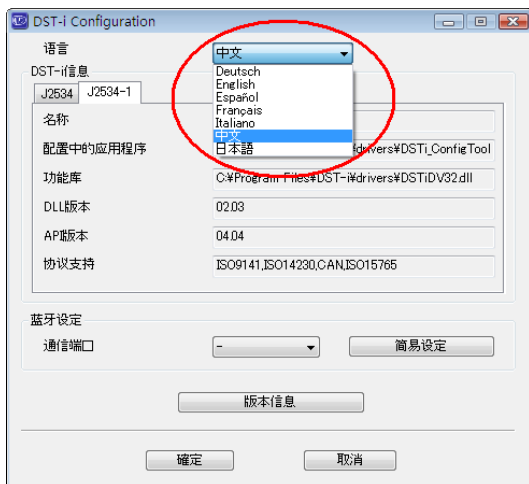 DST-i Configuration
语言 中文
Deutsch
English
Español
Français
Italiano
中文
日本語
DST-i信息
J2534 J2534-1
名称
配置中的应用程序 ¥drivers¥DSTi_ConfigTool
功能库 C:¥Program Files¥DST-i¥drivers¥DSTiDV32.dll
DLL版本 02.03
API版本 04.04
协议支持 ISO9141,ISO14230,CAN,ISO15765
蓝牙设定
通信端口 - 简易设定
版本信息
確定 取消